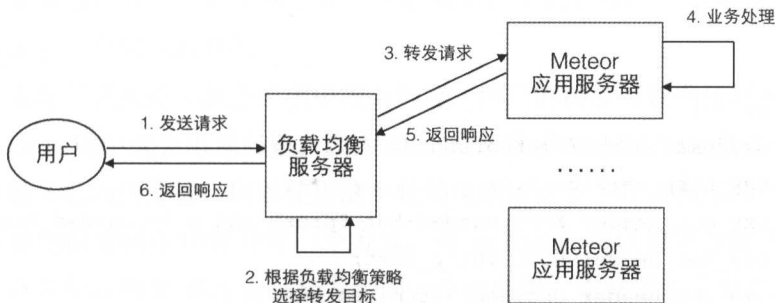 4. 业务处理
3. 转发请求
Meteor
应用服务器
1. 发送请求
用户
负载均衡
服务器
5. 返回响应
6. 返回响应
······
2. 根据负载均衡策略
选择转发目标
Meteor
应用服务器